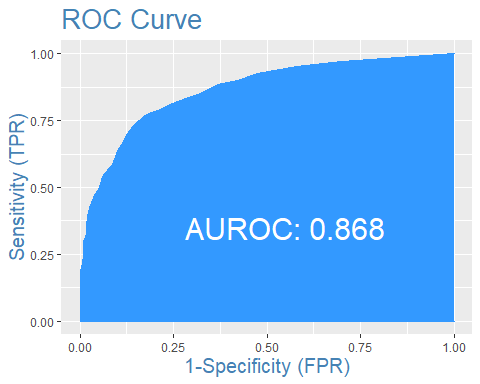 ROC Curve
Sensitivity (TPR)
1.00
0.75
0.50
0.25
0.00
AUROC: 0.868
0.00 0.25 0.50 0.75 1.00
1-Specificity (FPR)